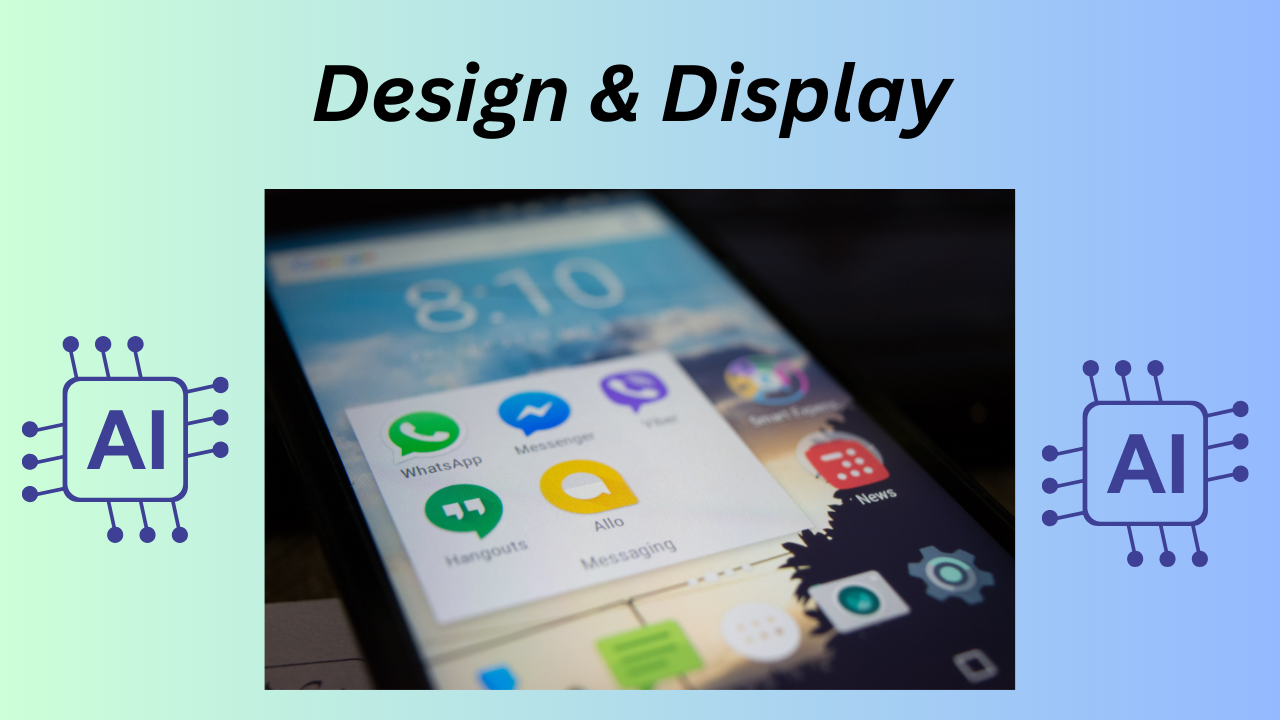 Design & Display
8:10
WhatsApp
Messenger
Viber
Hangouts
Allo
Messaging
News
AI
AI